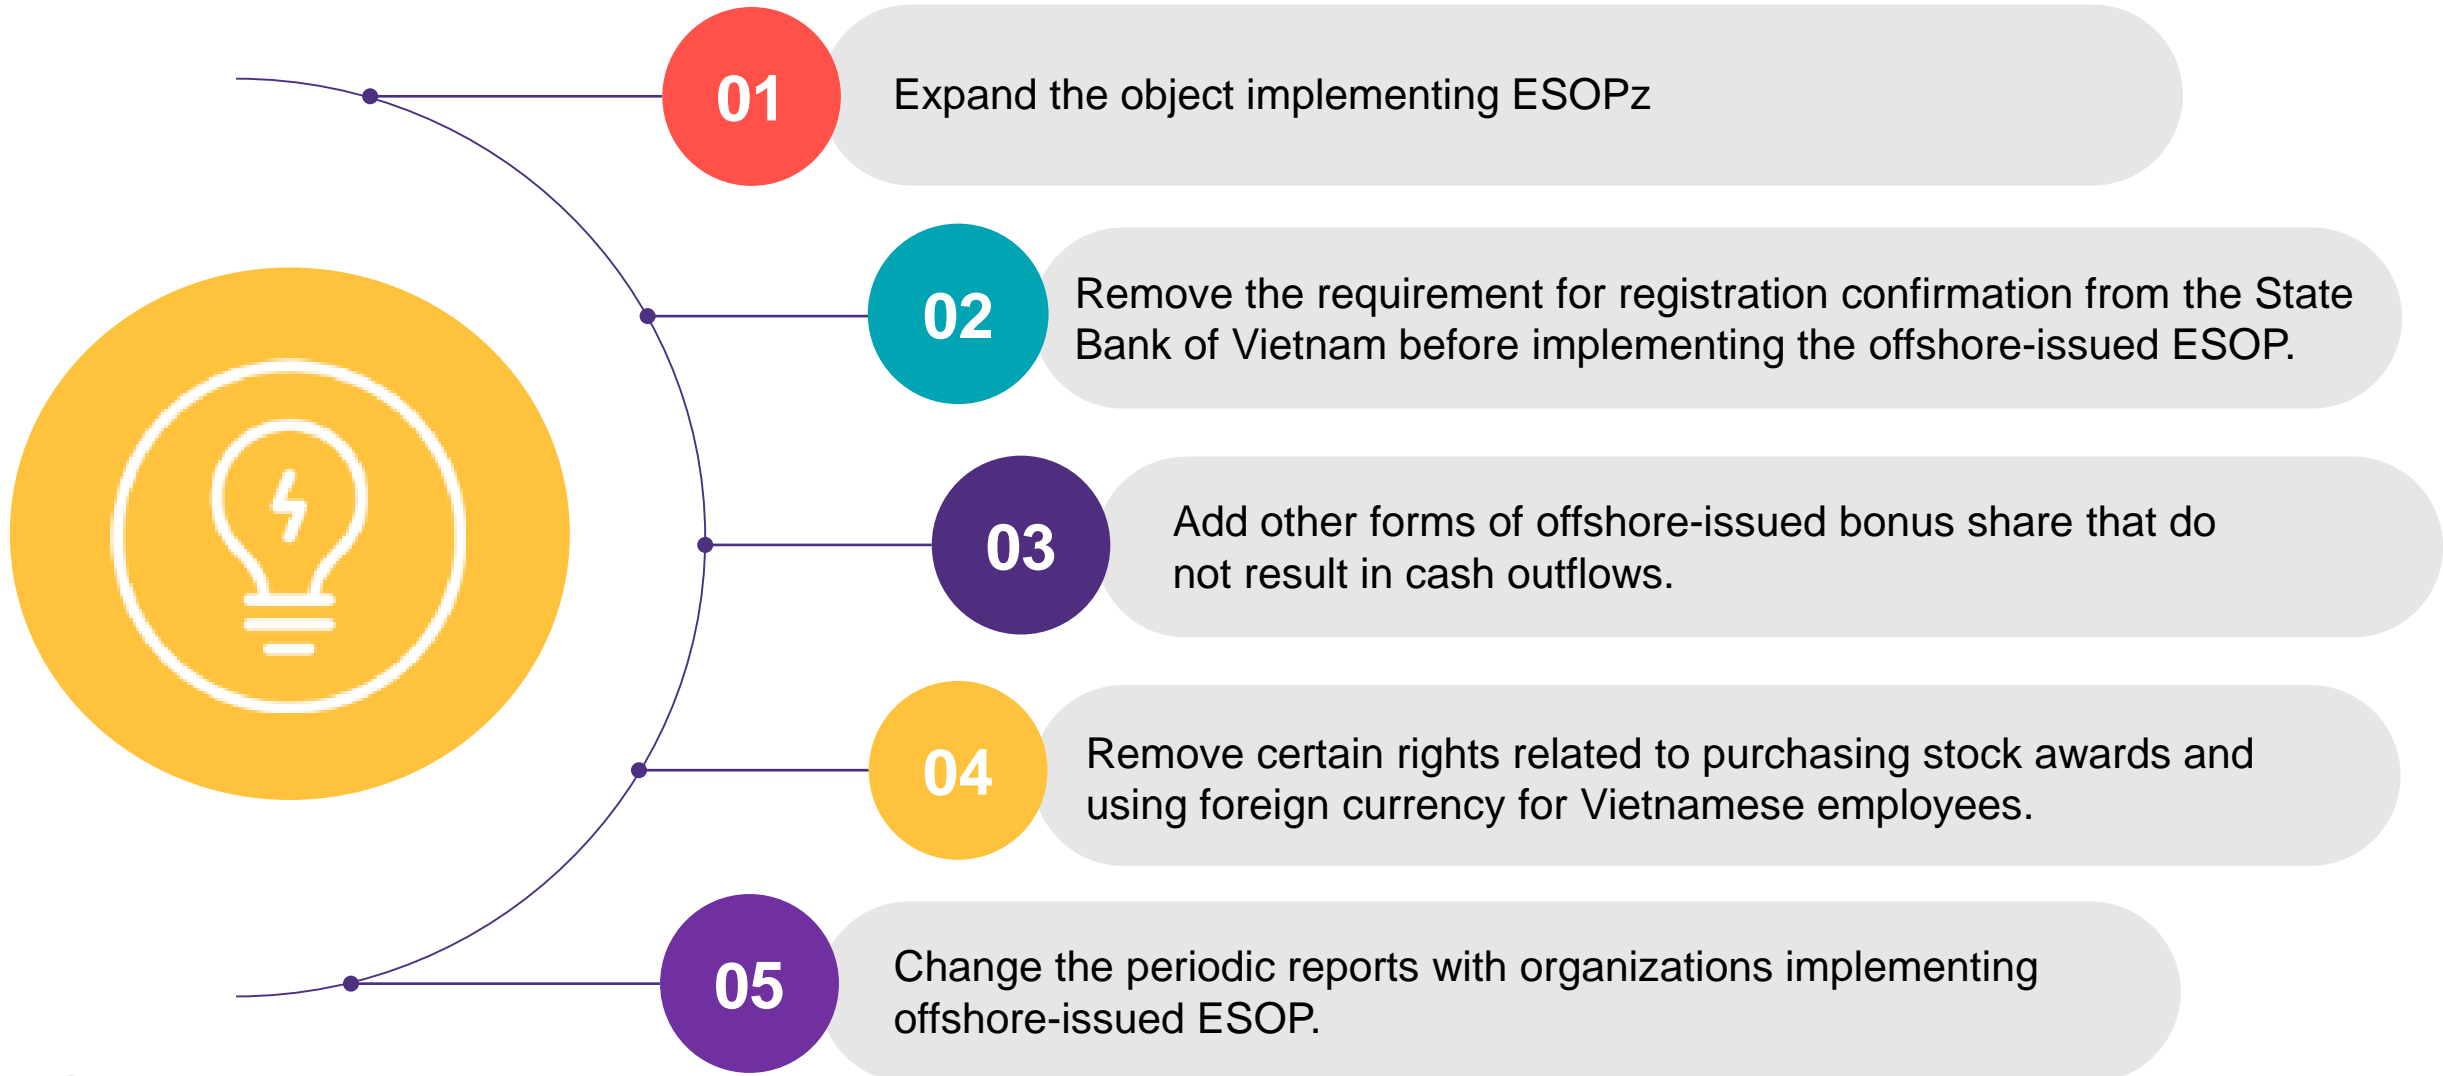 01
Expand the object implementing ESOPz
02
Remove the requirement for registration confirmation from the State
Bank of Vietnam before implementing the offshore-issued ESOP.
03
Add other forms of offshore-issued bonus share that do
not result in cash outflows.
04
Remove certain rights related to purchasing stock awards and
using foreign currency for Vietnamese employees.
05
Change the periodic reports with organizations implementing
offshore-issued ESOP.